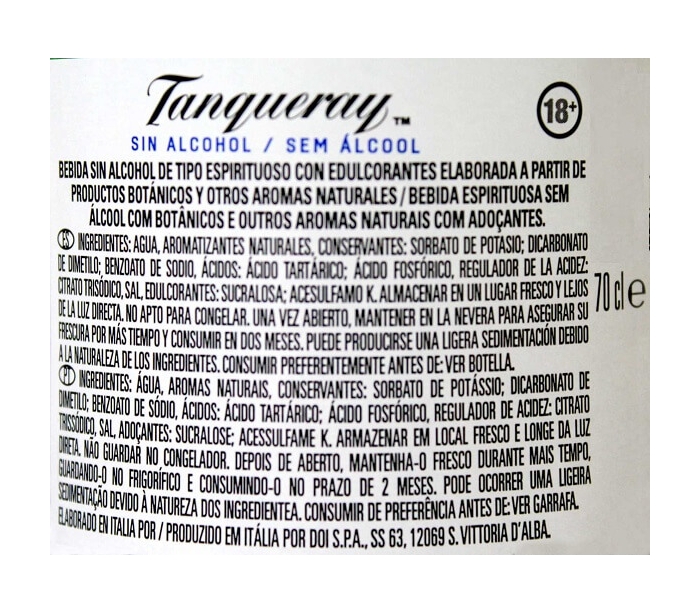 Tanqueray™
18+
SIN ALCOHOL / SEM ÁLCOOL
BEBIDA SIN ALCOHOL DE TIPO ESPIRITUOSO CON EDULCORANTES ELABORADA A PARTIR DE
PRODUCTOS BOTÁNICOS Y OTROS AROMAS NATURALES / BEBIDA ESPIRITUOSA SEM
ÁLCOOL COM BOTÂNICOS E OUTROS AROMAS NATURAIS COM ADOÇANTES.
ES INGREDIENTES: AGUA, AROMATIZANTES NATURALES, CONSERVANTES: SORBATO DE POTASIO; DICARBONATO
DE DIMETILO; BENZOATO DE SODIO, ÁCIDOS: ÁCIDO TARTÁRICO; ÁCIDO FOSFÓRICO, REGULADOR DE LA ACIDEZ:
CITRATO TRISÓDICO, SAL, EDULCORANTES: SUCRALOSA; ACESULFAMO K. ALMACENAR EN UN LUGAR FRESCO Y LEJOS
DE LA LUZ DIRECTA. NO APTO PARA CONGELAR. UNA VEZ ABIERTO, MANTENER EN LA NEVERA PARA ASEGURAR SU
FRESCURA POR MÁS TIEMPO Y CONSUMIR EN DOS MESES. PUEDE PRODUCIRSE UNA LIGERA SEDIMENTACIÓN DEBIDO
A LA NATURALEZA DE LOS INGREDIENTES. CONSUMIR PREFERENTEMENTE ANTES DE: VER BOTELLA.
70 cl e
PT INGREDIENTES: ÁGUA, AROMAS NATURAIS, CONSERVANTES: SORBATO DE POTÁSSIO; DICARBONATO DE
DIMETILO; BENZOATO DE SÓDIO, ÁCIDOS: ÁCIDO TARTÁRICO; ÁCIDO FOSFÓRICO, REGULADOR DE ACIDEZ: CITRATO
TRISSÓDICO, SAL, ADOÇANTES: SUCRALOSE; ACESSULFAME K. ARMAZENAR EM LOCAL FRESCO E LONGE DA LUZ
DIRETA. NÃO GUARDAR NO CONGELADOR. DEPOIS DE ABERTO, MANTENHA-O FRESCO DURANTE MAIS TEMPO,
GUARDANDO-O NO FRIGORÍFICO E CONSUMINDO-O NO PRAZO DE 2 MESES. PODE OCORRER UMA LIGEIRA
SEDIMENTAÇÃO DEVIDO À NATUREZA DOS INGREDIENTEA. CONSUMIR DE PREFERÊNCIA ANTES DE: VER GARRAFA.
ELABORADO EN ITALIA POR / PRODUZIDO EM ITÁLIA POR DOI S.P.A., SS 63, 12069 S. VITTORIA D'ALBA.